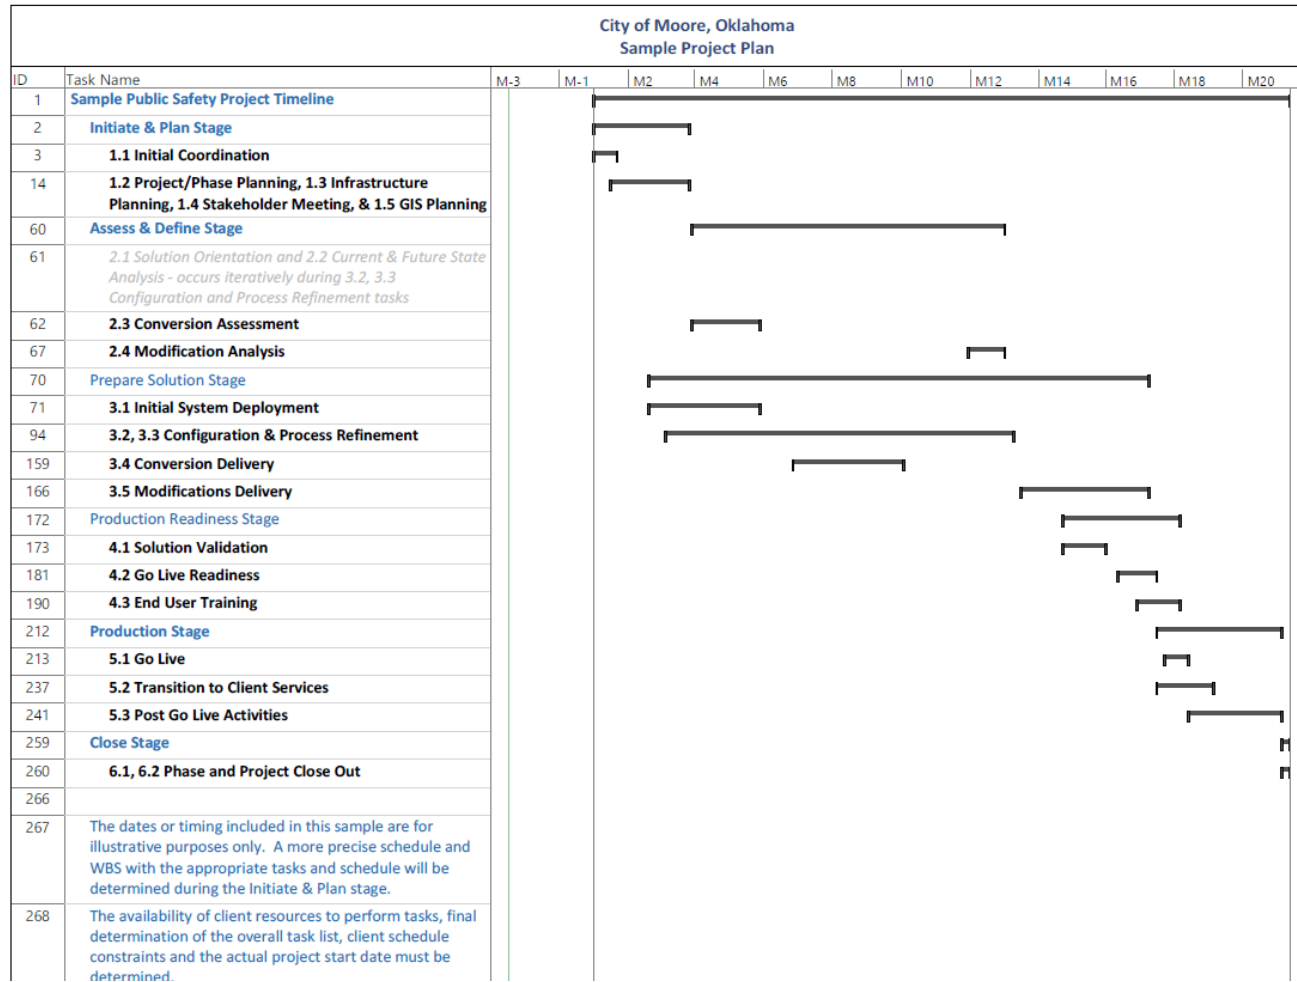 City of Moore, Oklahoma
Sample Project Plan
ID Task Name M-3 M-1 M2 M4 M6 M8 M10 M12 M14 M16 M18 M20
1 Sample Public Safety Project Timeline
2 Initiate & Plan Stage
3 1.1 Initial Coordination
14 1.2 Project/Phase Planning, 1.3 Infrastructure
Planning, 1.4 Stakeholder Meeting, & 1.5 GIS Planning
60 Assess & Define Stage
61 2.1 Solution Orientation and 2.2 Current & Future State
Analysis - occurs iteratively during 3.2, 3.3
Configuration and Process Refinement tasks
62 2.3 Conversion Assessment
67 2.4 Modification Analysis
70 Prepare Solution Stage
71 3.1 Initial System Deployment
94 3.2, 3.3 Configuration & Process Refinement
159 3.4 Conversion Delivery
166 3.5 Modifications Delivery
172 Production Readiness Stage
173 4.1 Solution Validation
181 4.2 Go Live Readiness
190 4.3 End User Training
212 Production Stage
213 5.1 Go Live
237 5.2 Transition to Client Services
241 5.3 Post Go Live Activities
259 Close Stage
260 6.1, 6.2 Phase and Project Close Out
266
267 The dates or timing included in this sample are for
illustrative purposes only. A more precise schedule and
WBS with the appropriate tasks and schedule will be
determined during the Initiate & Plan stage.
268 The availability of client resources to perform tasks, final
determination of the overall task list, client schedule
constraints and the actual project start date must be
determined.